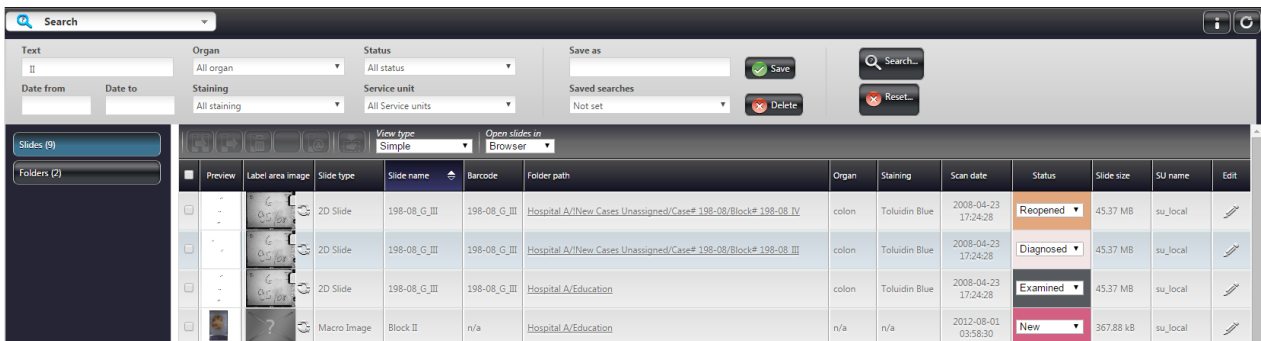 Search
Text Organ Status Save as
II All organ All status Save Search...
Date from Date to Staining Service unit Saved searches
All staining All Service units Not set Delete Reset...
View type Open slides in
Slides (9) Simple Browser
Folders (2) Preview Label area image Slide type Slide name Barcode Folder path Organ Staining Scan date Status Slide size SU name Edit
2D Slide 198-08_G_III 198-08_G_III Hospital A/!New Cases Unassigned/Case# 198-08/Block# 198-08 IV colon Toluidin Blue 2008-04-23 17:24:28 Reopened 45.37 MB su_local
2D Slide 198-08_G_III 198-08_G_III Hospital A/!New Cases Unassigned/Case# 198-08/Block# 198-08 III colon Toluidin Blue 2008-04-23 17:24:28 Diagnosed 45.37 MB su_local
2D Slide 198-08_G_III 198-08_G_III Hospital A/Education colon Toluidin Blue 2008-04-23 17:24:28 Examined 45.37 MB su_local
? Macro Image Block II n/a Hospital A/Education n/a n/a 2012-08-01 03:58:30 New 367.88 kB su_local